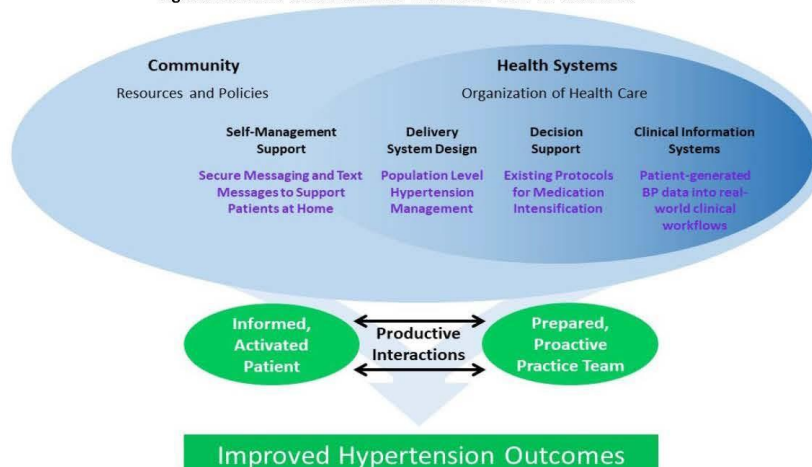 Community
Resources and Policies
Health Systems
Organization of Health Care
Self-Management
Support
Secure Messaging and Text
Messages to Support
Patients at Home
Delivery
System Design
Population Level
Hypertension
Management
Decision
Support
Existing Protocols
for Medication
Intensification
Clinical Information
Systems
Patient-generated
BP data into real-
world clinical
workflows
Informed,
Activated
Patient
Productive
Interactions
Prepared,
Proactive
Practice Team
Improved Hypertension Outcomes